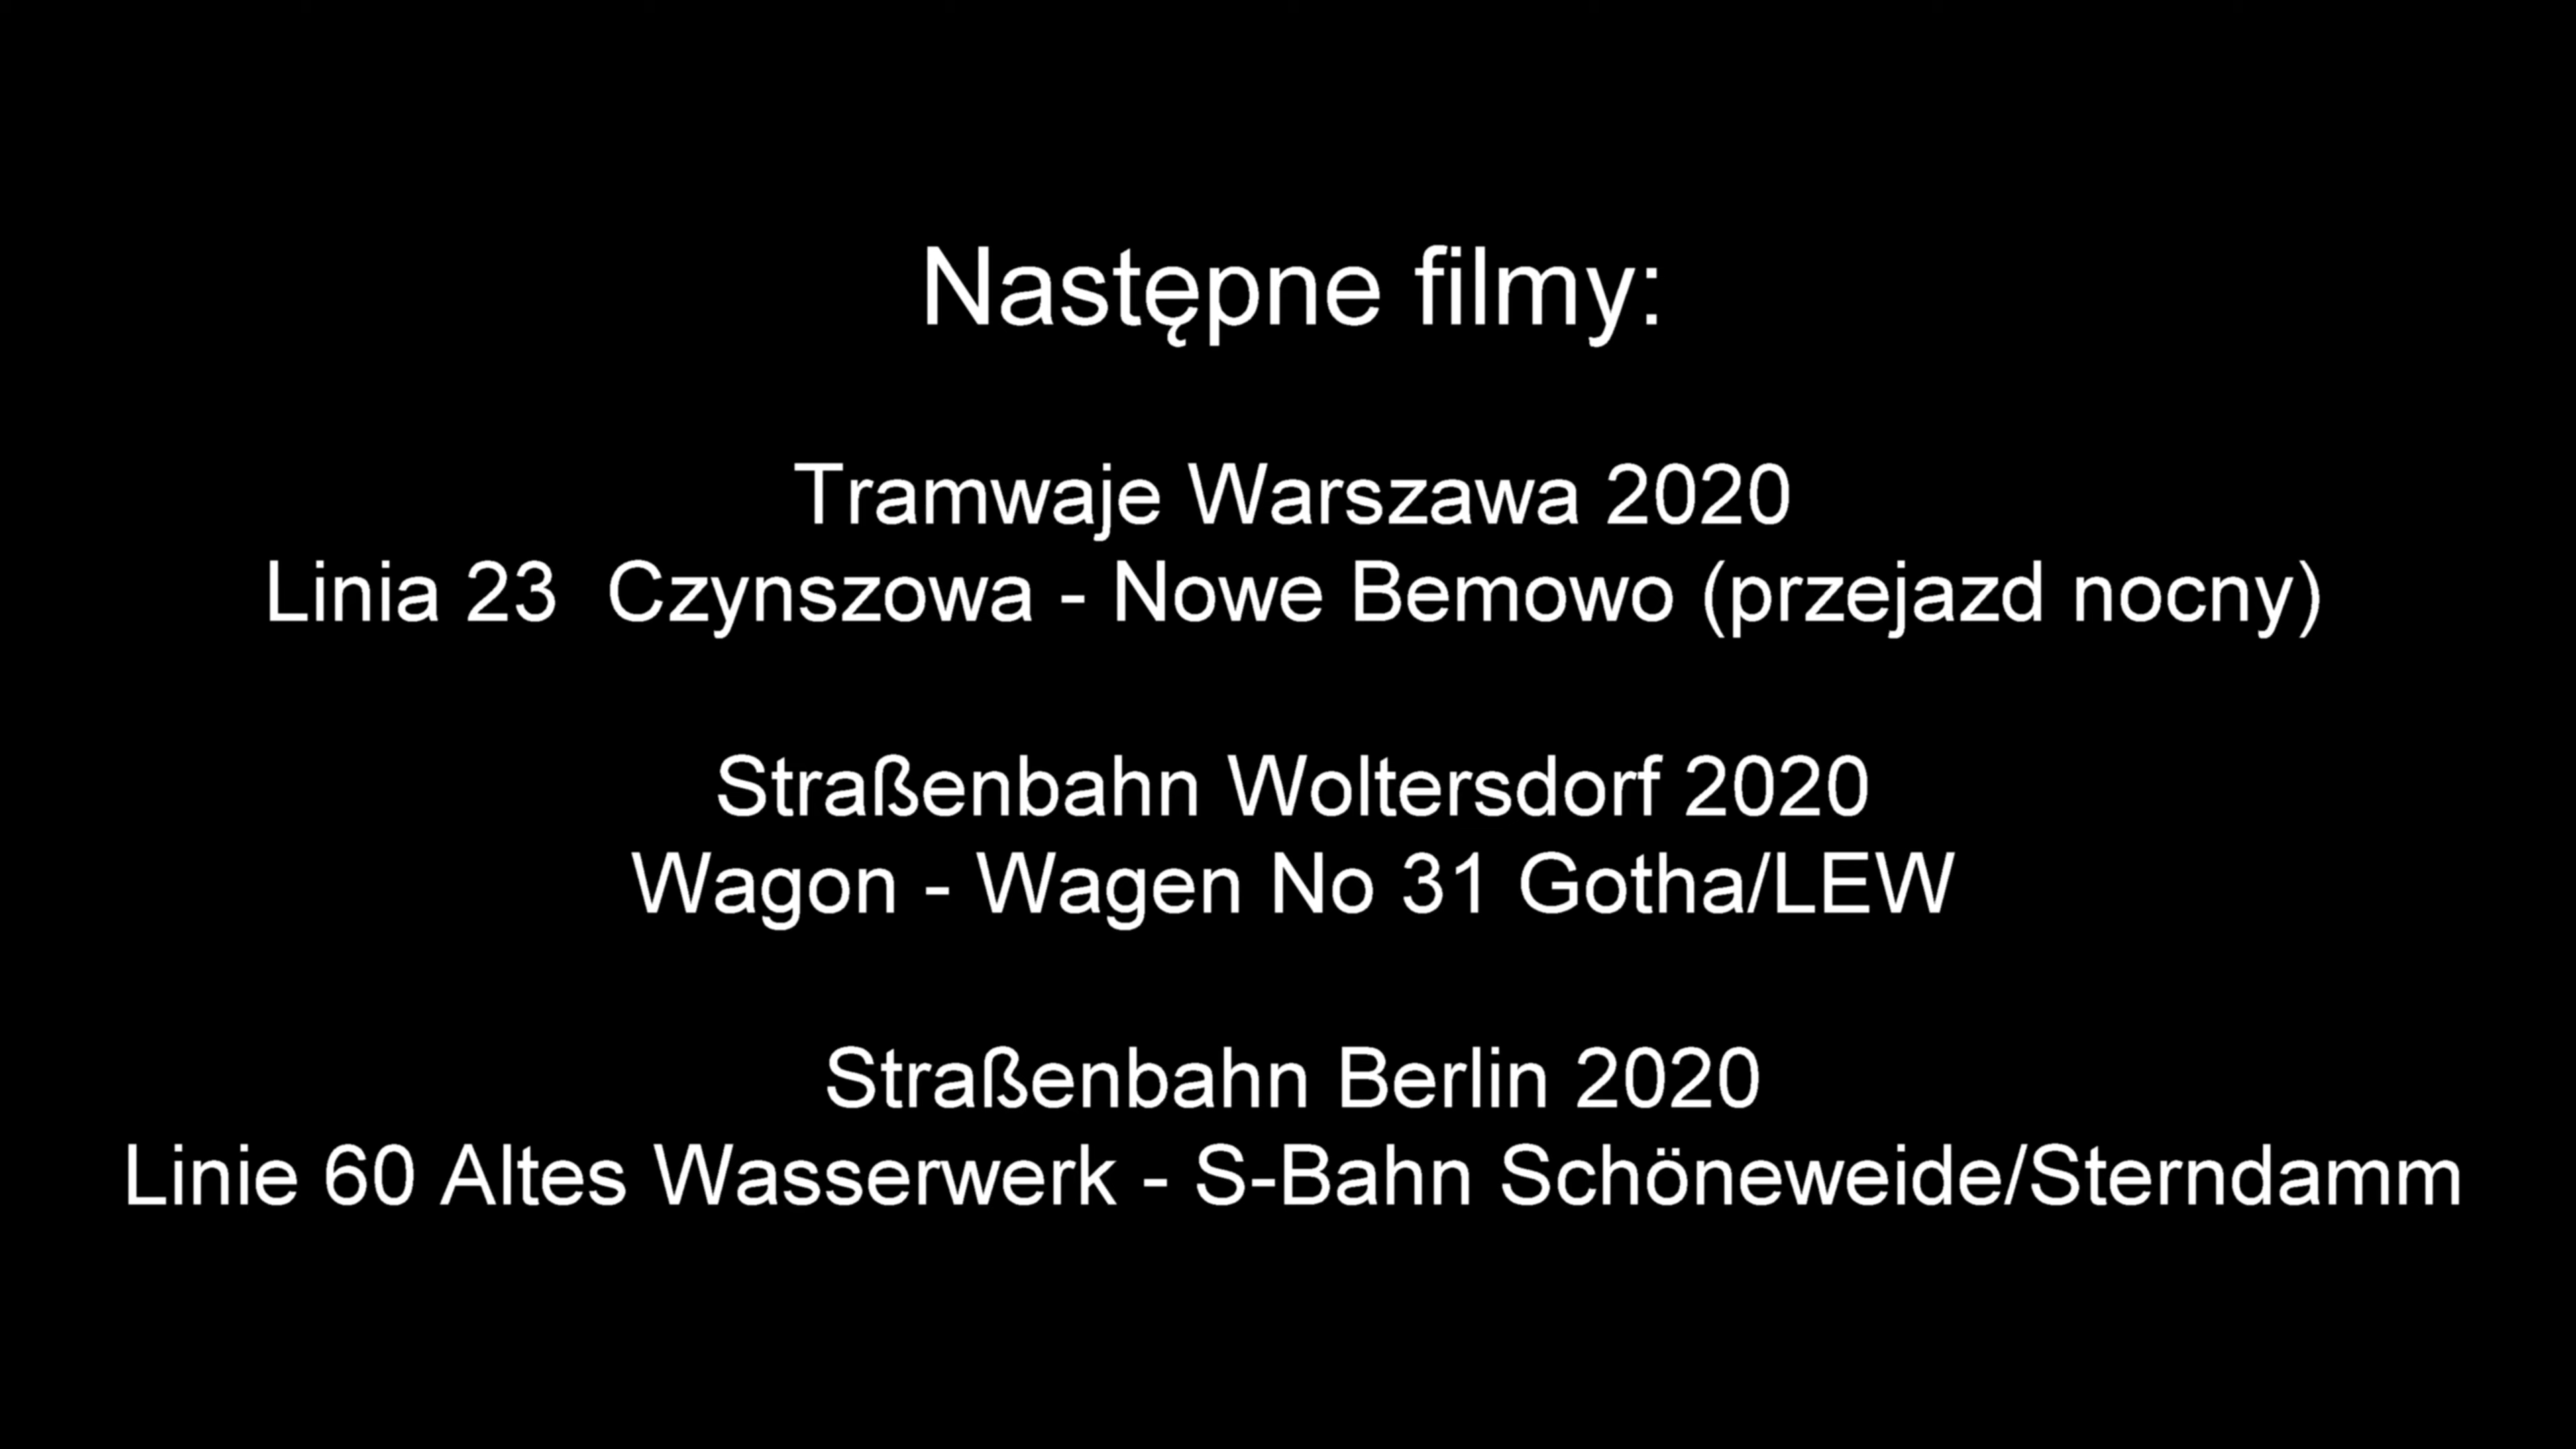 Następne filmy:
Tramwaje Warszawa 2020
Linia 23  Czynszowa - Nowe Bemowo (przejazd nocny)
Straßenbahn Woltersdorf 2020
Wagon - Wagen No 31 Gotha/LEW
Straßenbahn Berlin 2020
Linie 60 Altes Wasserwerk - S-Bahn Schöneweide/Sterndamm